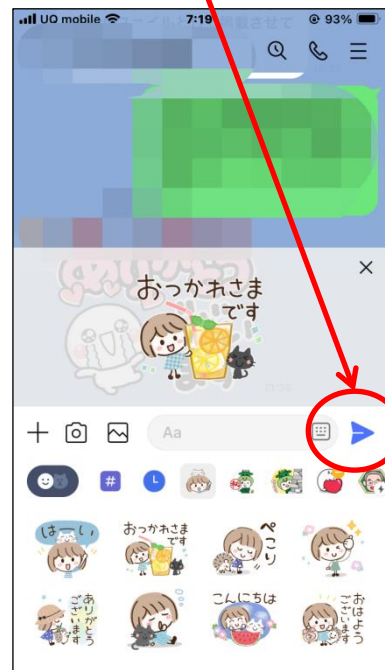 UQ mobile 7:19 93%
おつかれさま
です
Aa
#
はーい
おつかれさま
です
ぺこり
ありがとう
ございます
こんにちは
おはよう
ございます